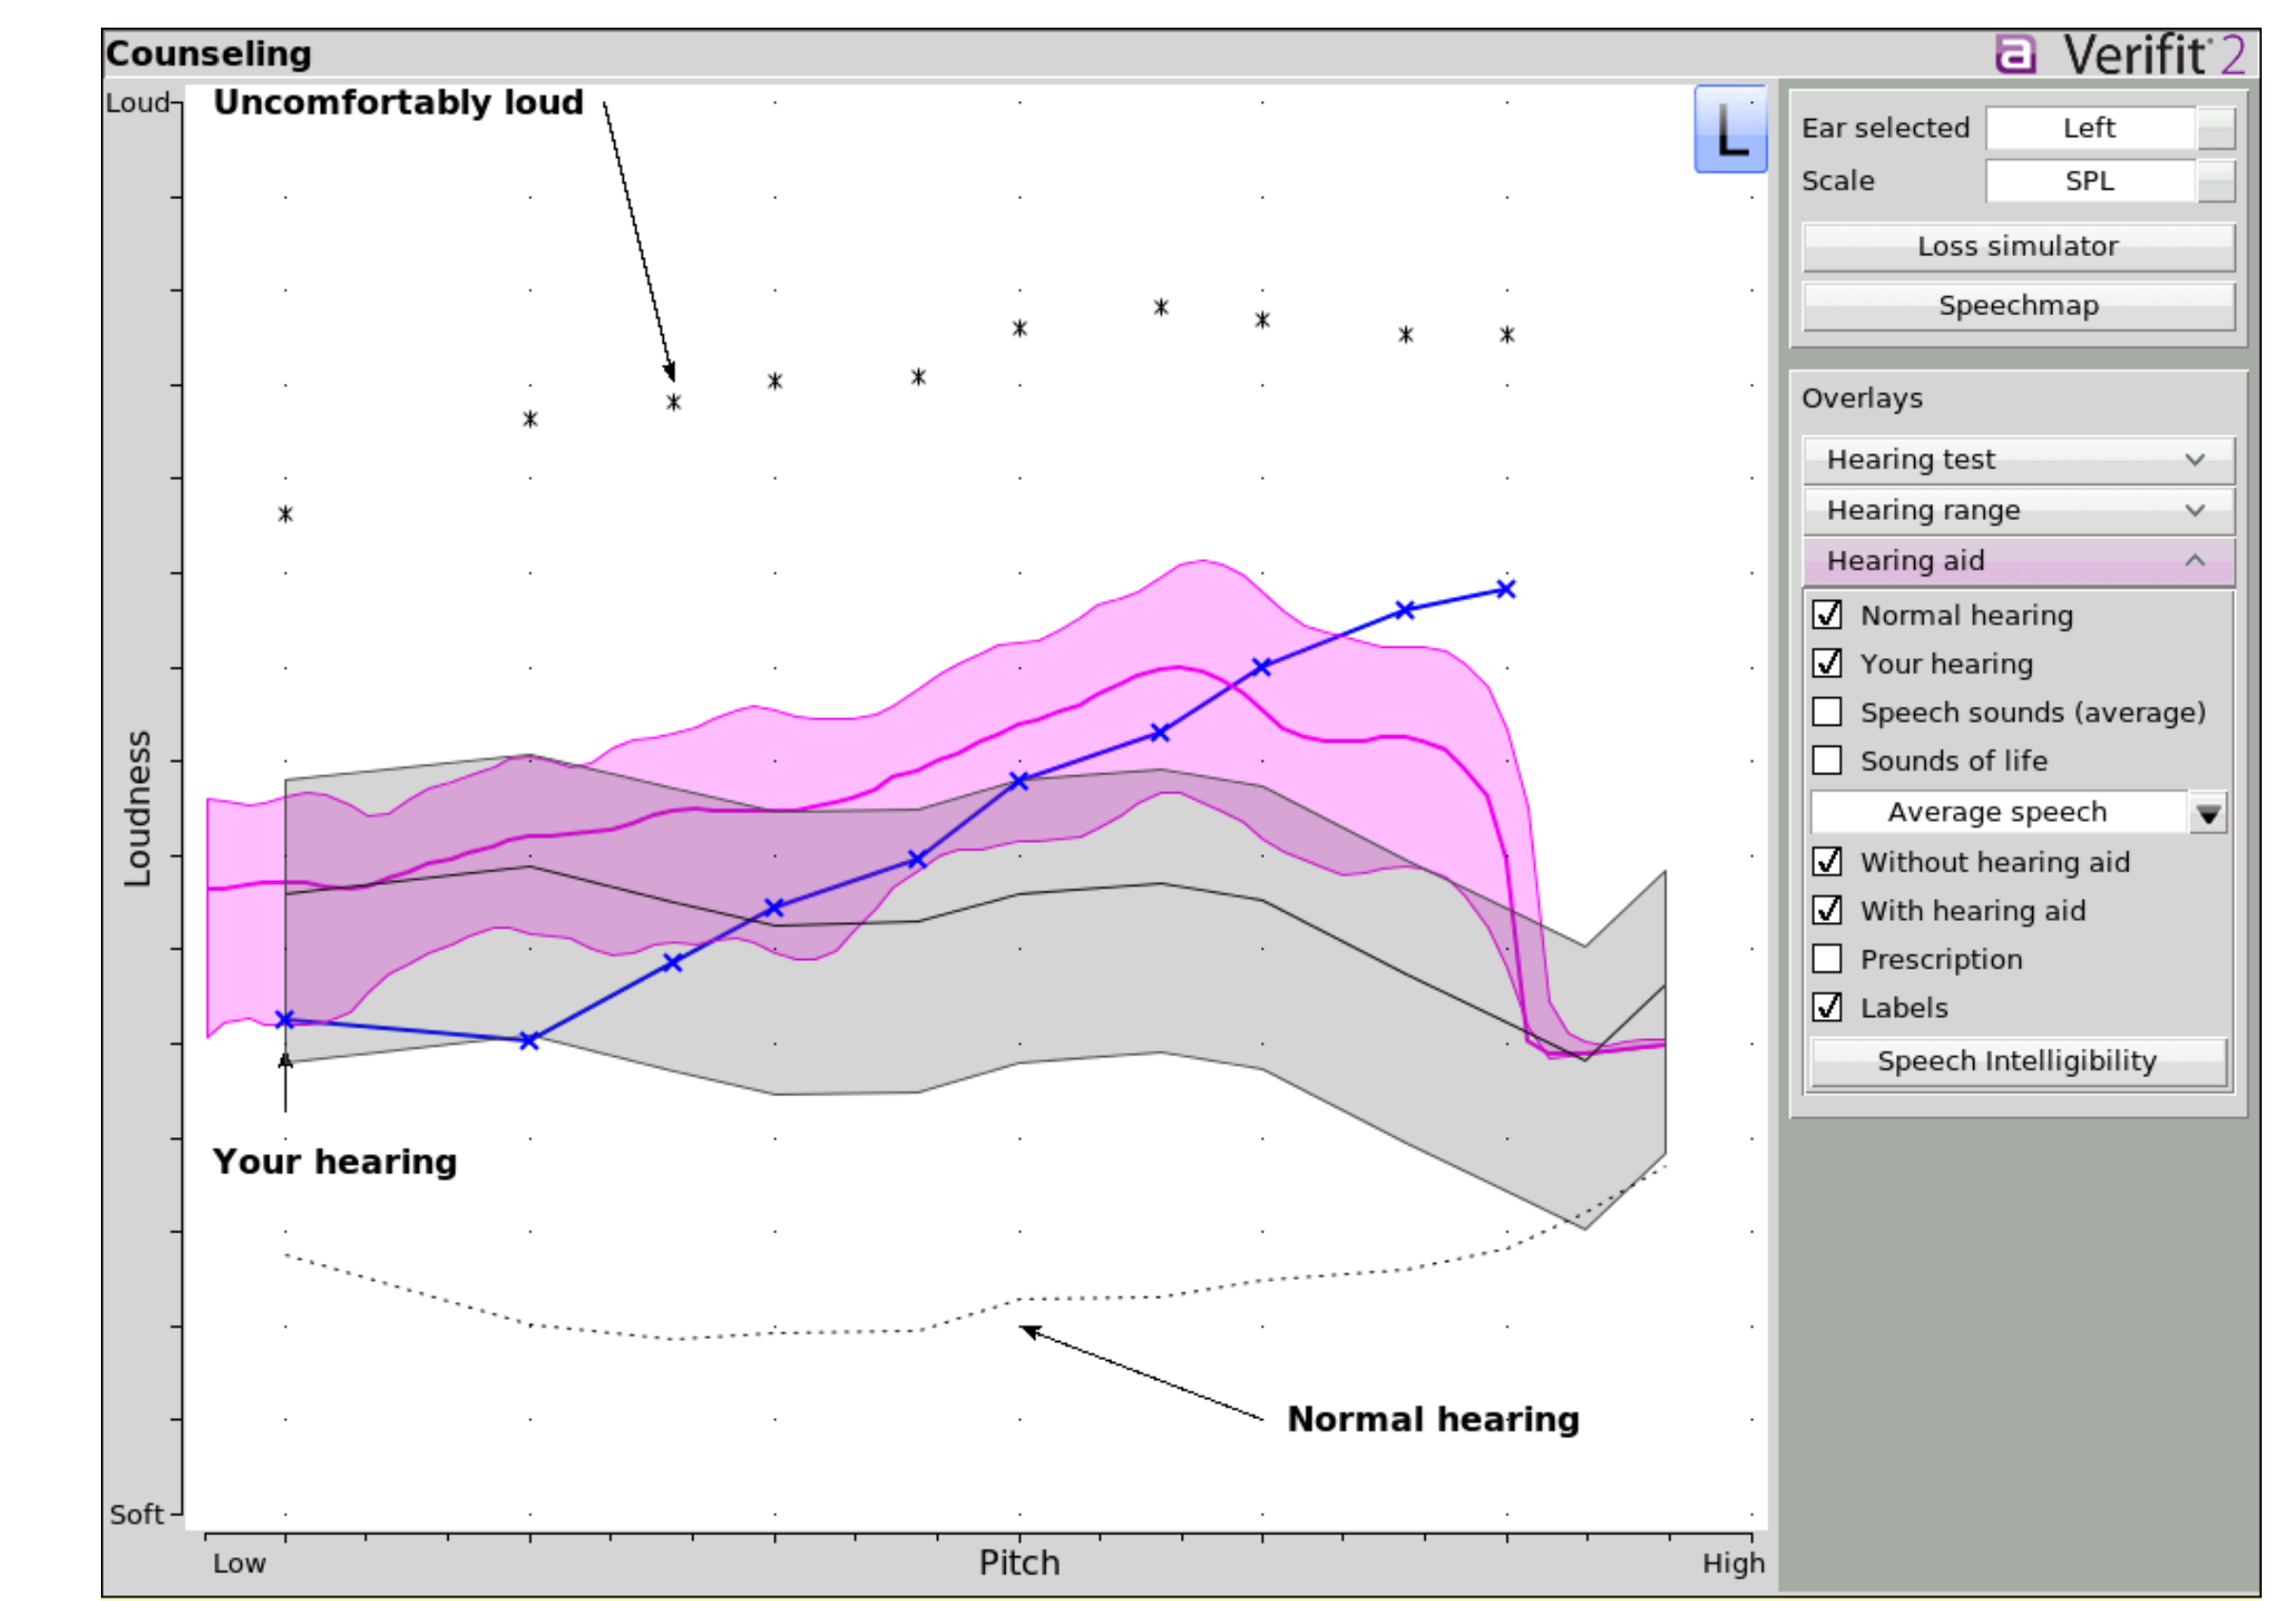 Counseling
a Verifit 2
Loud
Uncomfortably loud
L
Loudness
Your hearing
Normal hearing
Soft
Low
Pitch
High
Ear selected Left
Scale SPL
Loss simulator
Speechmap
Overlays
Hearing test
Hearing range
Hearing aid
Normal hearing
Your hearing
Speech sounds (average)
Sounds of life
Average speech
Without hearing aid
With hearing aid
Prescription
Labels
Speech Intelligibility